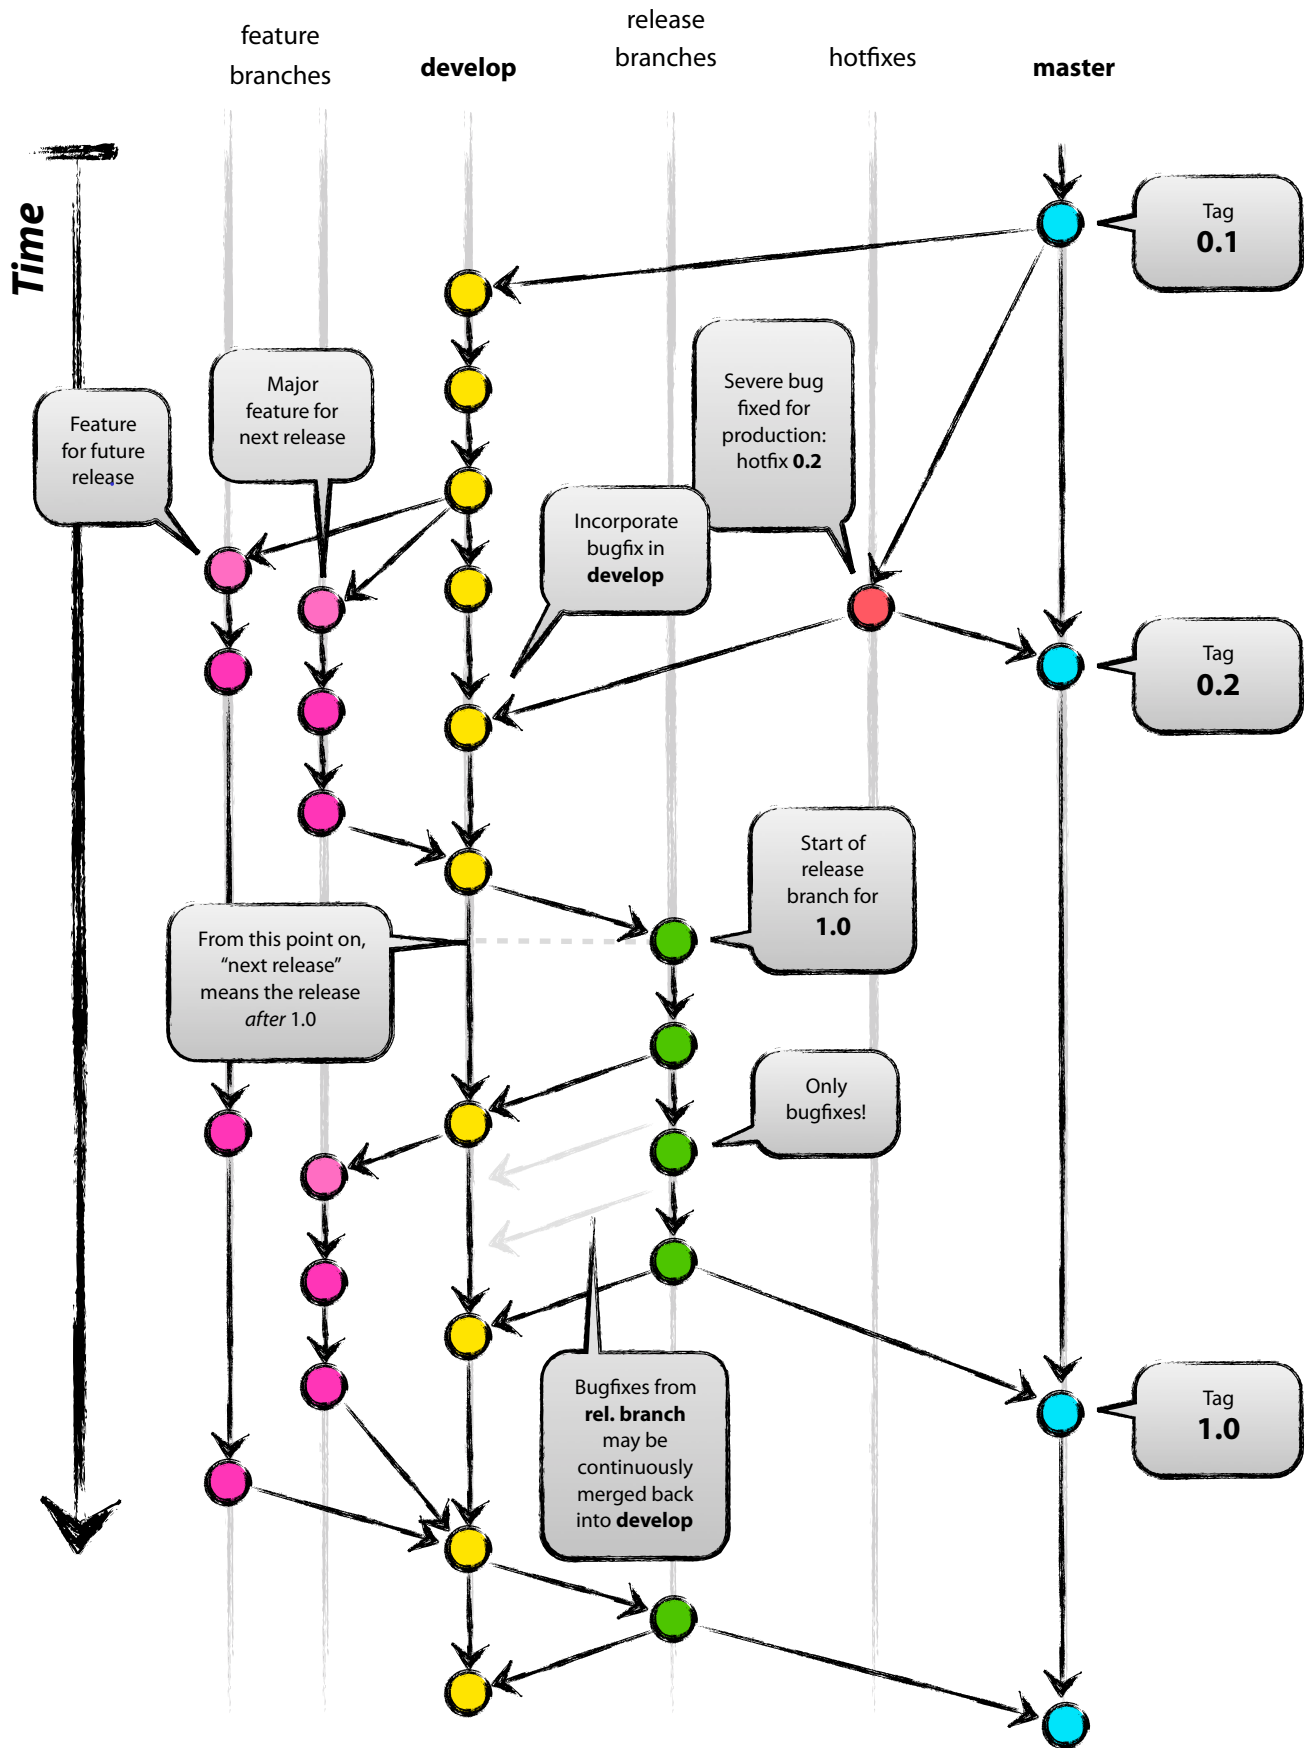 feature
branches
develop
release
branches
hotfixes
master
Time
Tag
0.1
Major
feature for
next release
Feature
for future
release
Severe bug
fixed for
production:
hotfix 0.2
Incorporate
bugfix in
develop
Tag
0.2
Start of
release
branch for
1.0
From this point on,
“next release”
means the release
after 1.0
Only
bugfixes!
Bugfixes from
rel. branch
may be
continuously
merged back
into develop
Tag
1.0